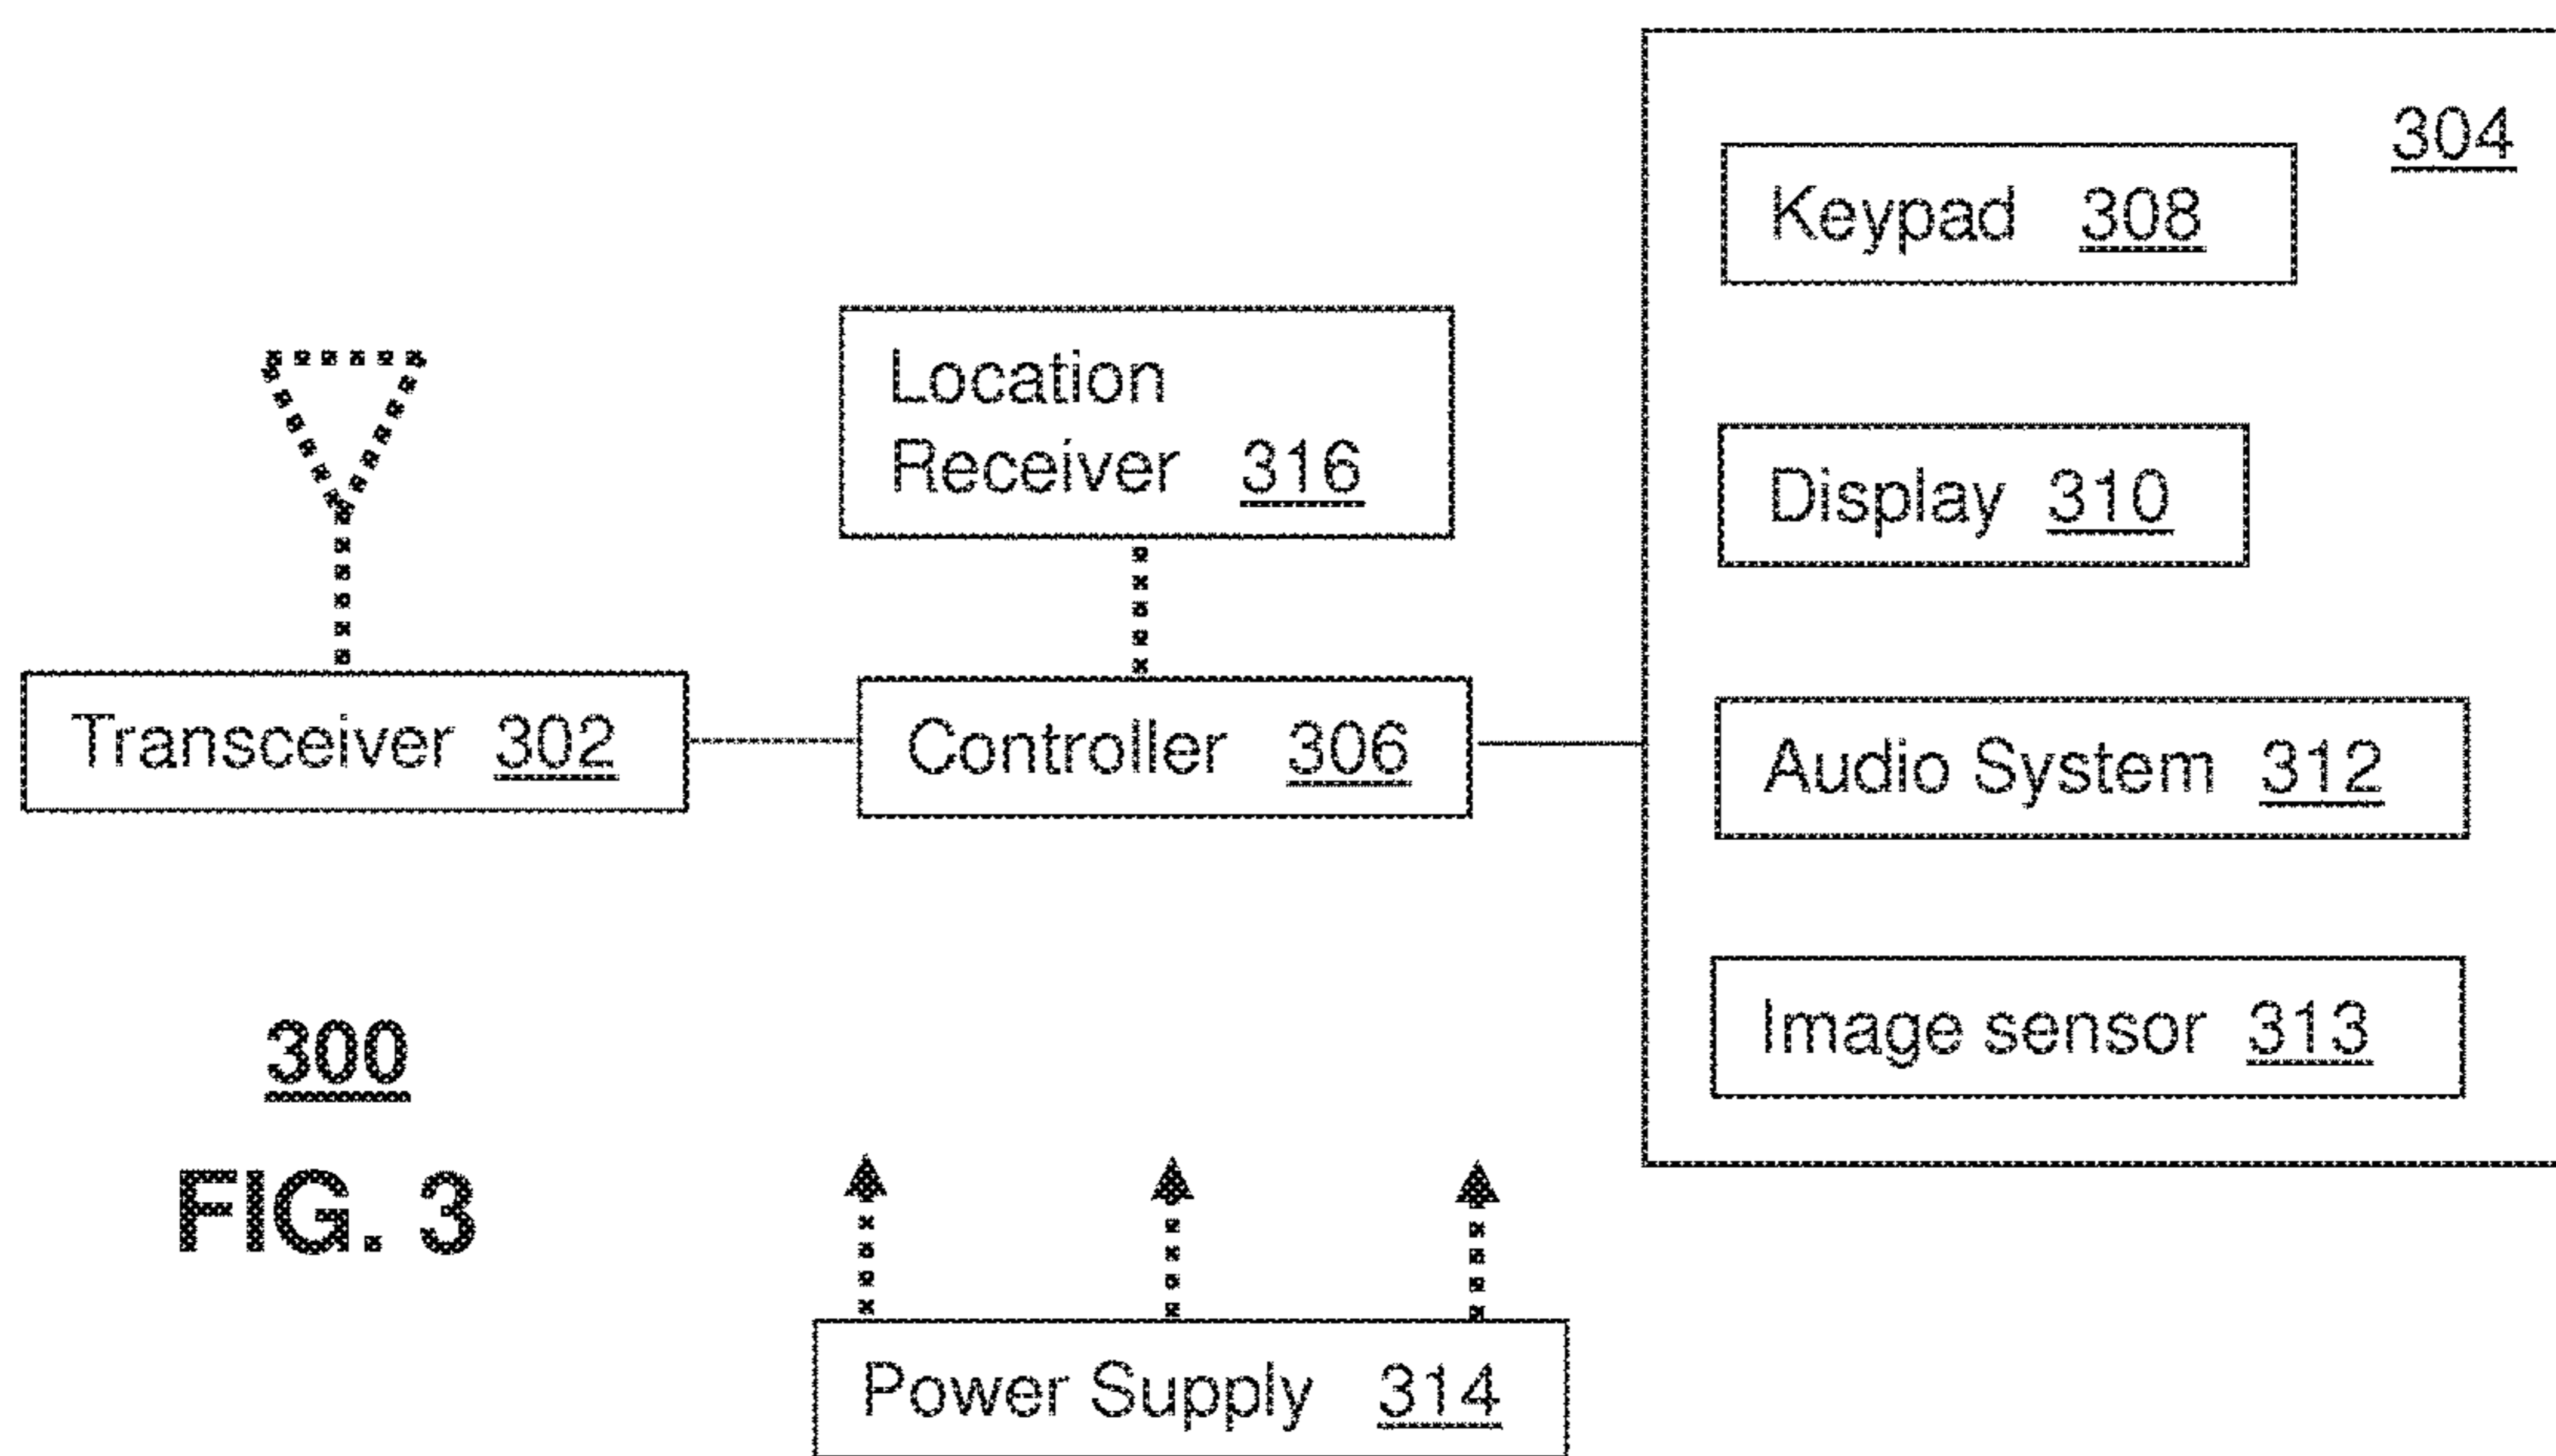 304
Keypad 308
Location
Receiver 316
Display 310
Transceiver 302
Controller 306
Audio System 312
Image sensor 313
300
FIG. 3
Power Supply 314